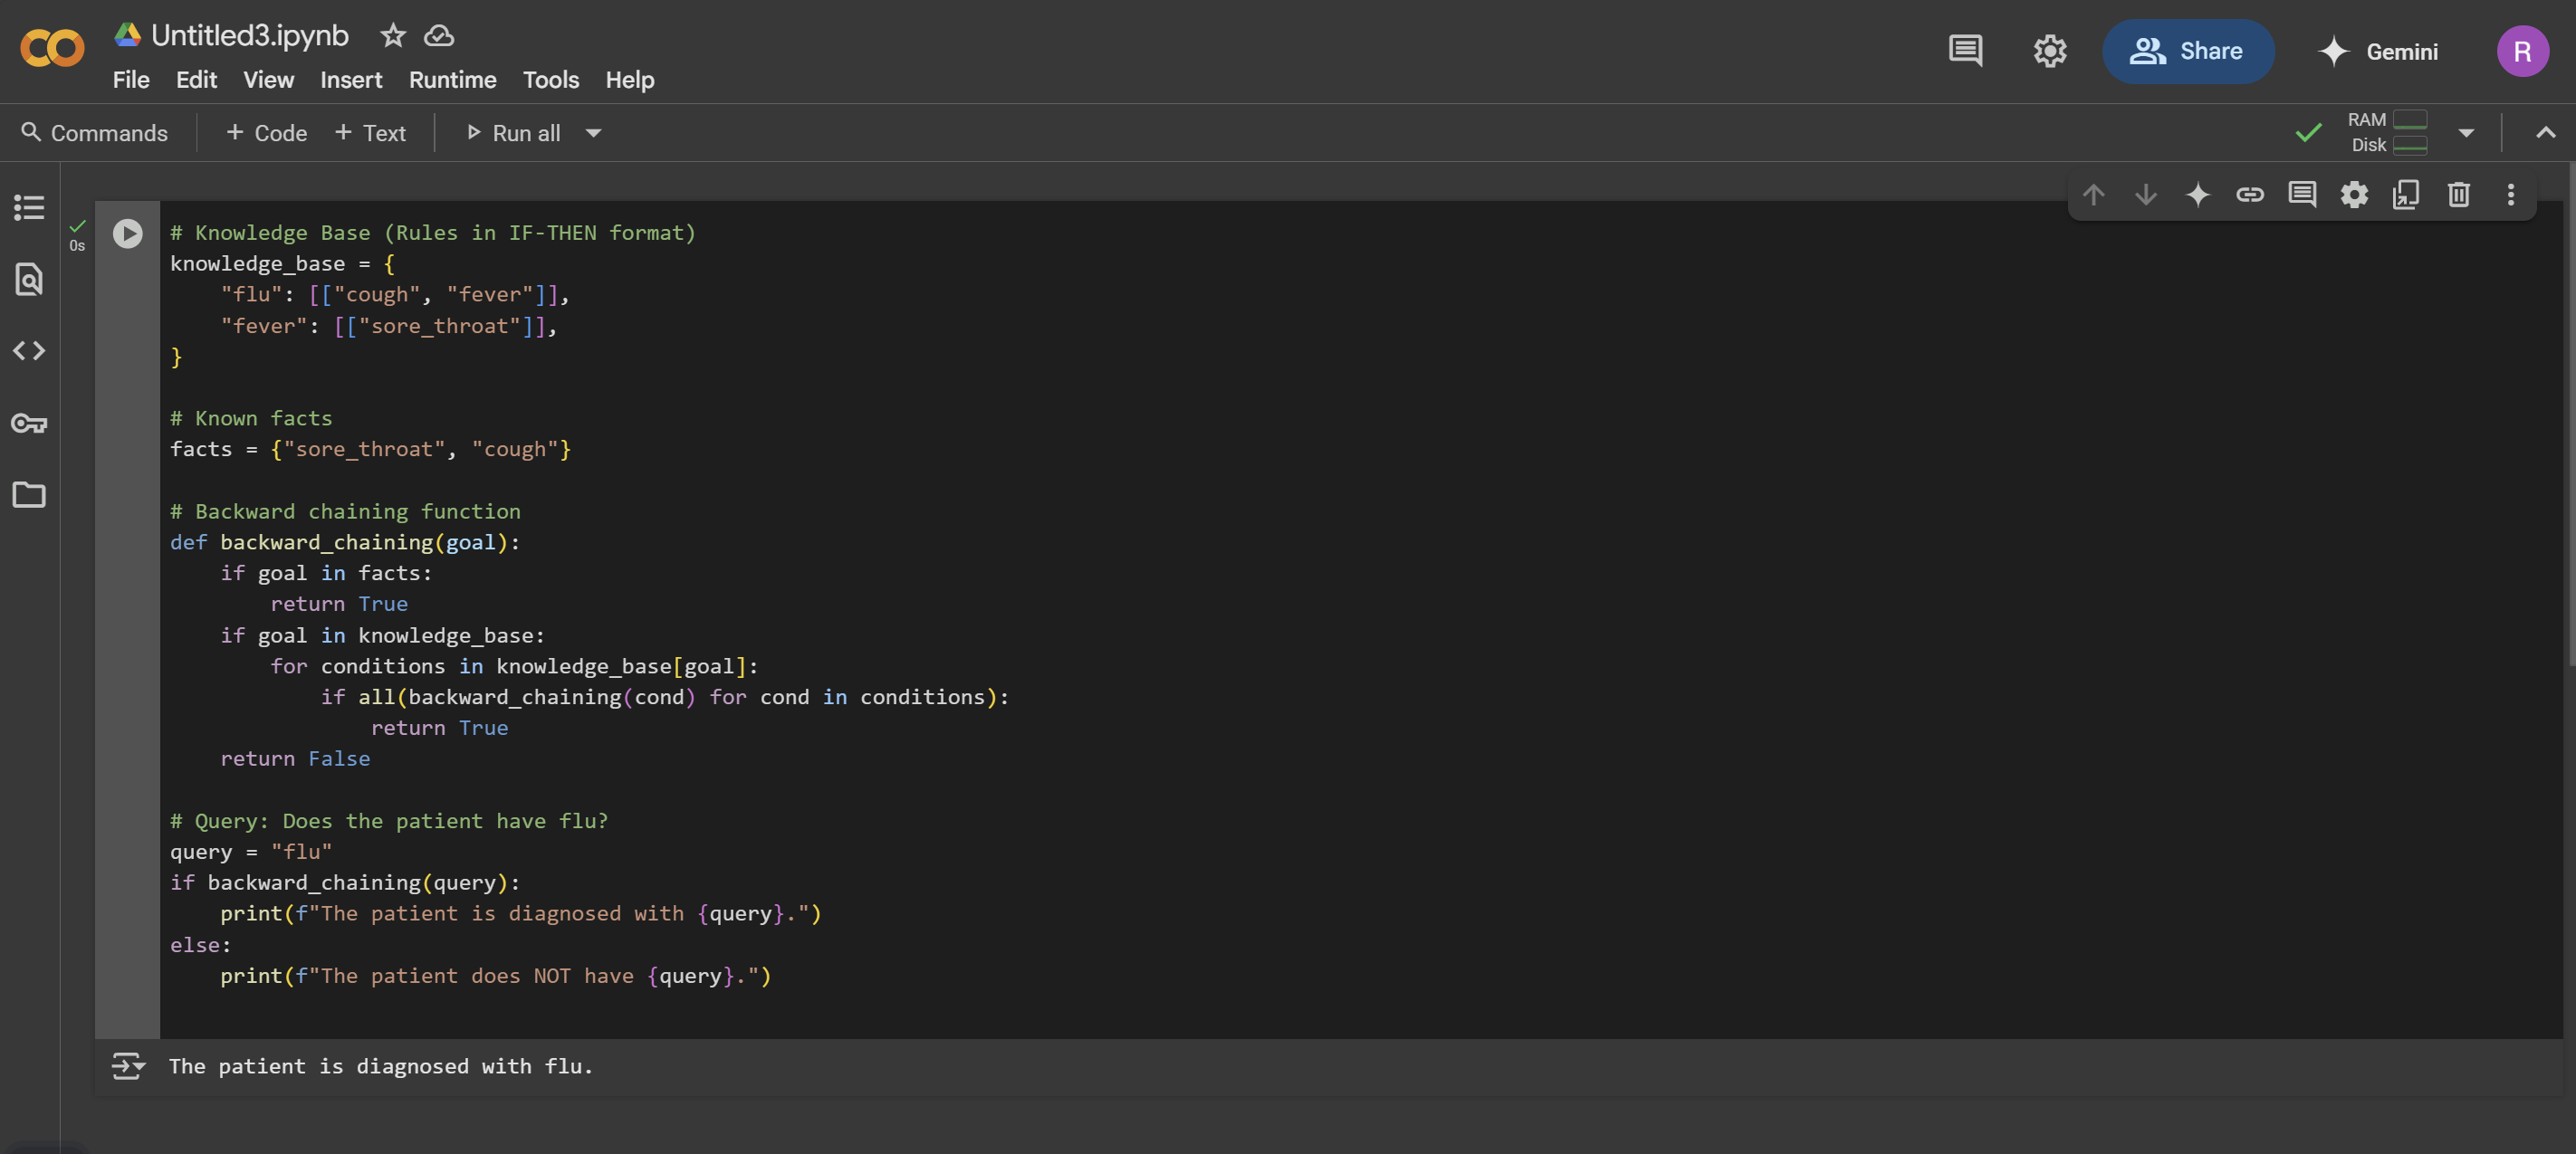 Untitled3.ipynb
File Edit View Insert Runtime Tools Help
Share
Gemini
R
Commands + Code + Text Run all
RAM
Disk
0s
# Knowledge Base (Rules in IF-THEN format)
knowledge_base = {
    "flu": [["cough", "fever"]],
    "fever": [["sore_throat"]],
}
# Known facts
facts = {"sore_throat", "cough"}
# Backward chaining function
def backward_chaining(goal):
    if goal in facts:
        return True
    if goal in knowledge_base:
        for conditions in knowledge_base[goal]:
            if all(backward_chaining(cond) for cond in conditions):
                return True
    return False
# Query: Does the patient have flu?
query = "flu"
if backward_chaining(query):
    print(f"The patient is diagnosed with {query}.")
else:
    print(f"The patient does NOT have {query}.")
The patient is diagnosed with flu.